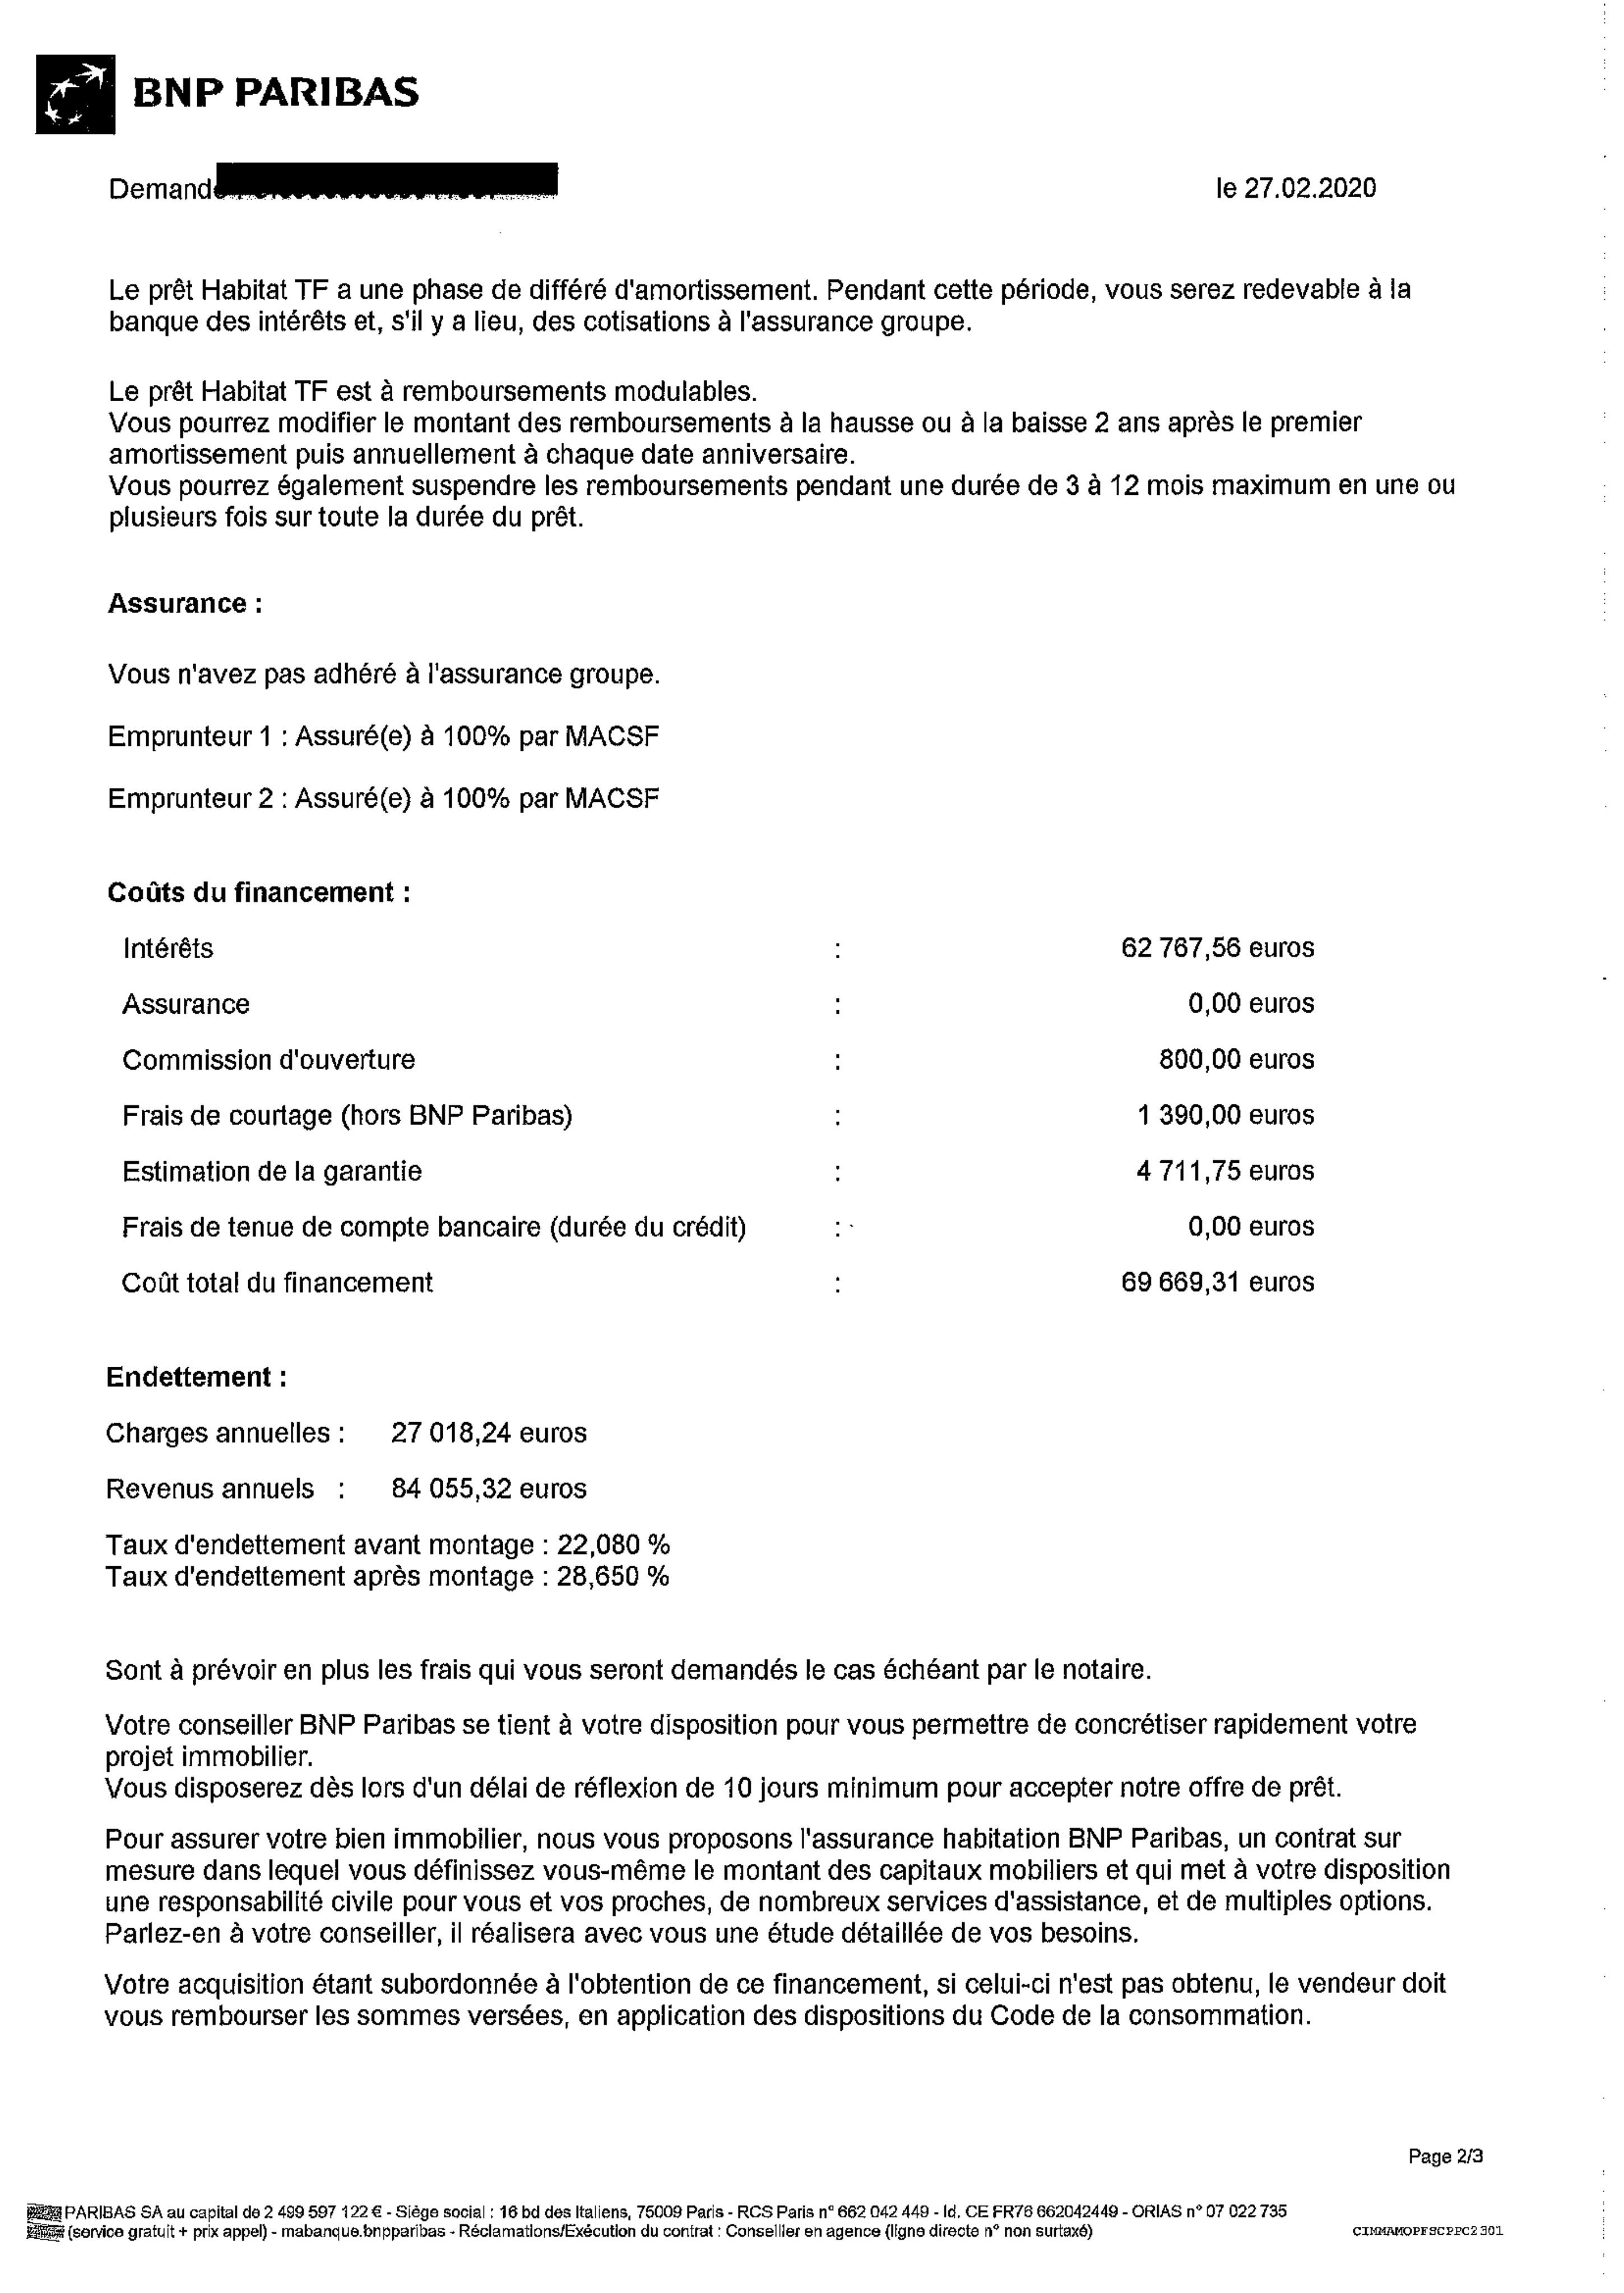 BNP PARIBAS
Demand
le 27.02.2020
Le prêt Habitat TF a une phase de différé d'amortissement. Pendant cette période, vous serez redevable à la
banque des intérêts et, s'il y a lieu, des cotisations à l'assurance groupe.
Le prêt Habitat TF est à remboursements modulables.
Vous pourrez modifier le montant des remboursements à la hausse ou à la baisse 2 ans après le premier
amortissement puis annuellement à chaque date anniversaire.
Vous pourrez également suspendre les remboursements pendant une durée de 3 à 12 mois maximum en une ou
plusieurs fois sur toute la durée du prêt.
Assurance :
Vous n'avez pas adhéré à l'assurance groupe.
Emprunteur 1 : Assuré(e) à 100% par MACSF
Emprunteur 2 : Assuré(e) à 100% par MACSF
Coûts du financement :
Intérêts : 62 767,56 euros
Assurance : 0,00 euros
Commission d'ouverture : 800,00 euros
Frais de courtage (hors BNP Paribas) : 1 390,00 euros
Estimation de la garantie : 4 711,75 euros
Frais de tenue de compte bancaire (durée du crédit) : 0,00 euros
Coût total du financement : 69 669,31 euros
Endettement :
Charges annuelles : 27 018,24 euros
Revenus annuels : 84 055,32 euros
Taux d'endettement avant montage : 22,080 %
Taux d'endettement après montage : 28,650 %
Sont à prévoir en plus les frais qui vous seront demandés le cas échéant par le notaire.
Votre conseiller BNP Paribas se tient à votre disposition pour vous permettre de concrétiser rapidement votre
projet immobilier.
Vous disposerez dès lors d'un délai de réflexion de 10 jours minimum pour accepter notre offre de prêt.
Pour assurer votre bien immobilier, nous vous proposons l'assurance habitation BNP Paribas, un contrat sur
mesure dans lequel vous définissez vous-même le montant des capitaux mobiliers et qui met à votre disposition
une responsabilité civile pour vous et vos proches, de nombreux services d'assistance, et de multiples options.
Parlez-en à votre conseiller, il réalisera avec vous une étude détaillée de vos besoins.
Votre acquisition étant subordonnée à l'obtention de ce financement, si celui-ci n'est pas obtenu, le vendeur doit
vous rembourser les sommes versées, en application des dispositions du Code de la consommation.
Page 2/3
PARIBAS SA au capital de 2 499 597 122 € - Siège social : 16 bd des Italiens, 75009 Paris - RCS Paris n° 662 042 449 - Id. CE FR76 662042449 - ORIAS n° 07 022 735
(service gratuit + prix appel) - mabanque.bnpparibas - Réclamations/Exécution du contrat : Conseiller en agence (ligne directe n° non surtaxé)
CIMMAMOPFSCPPC2301